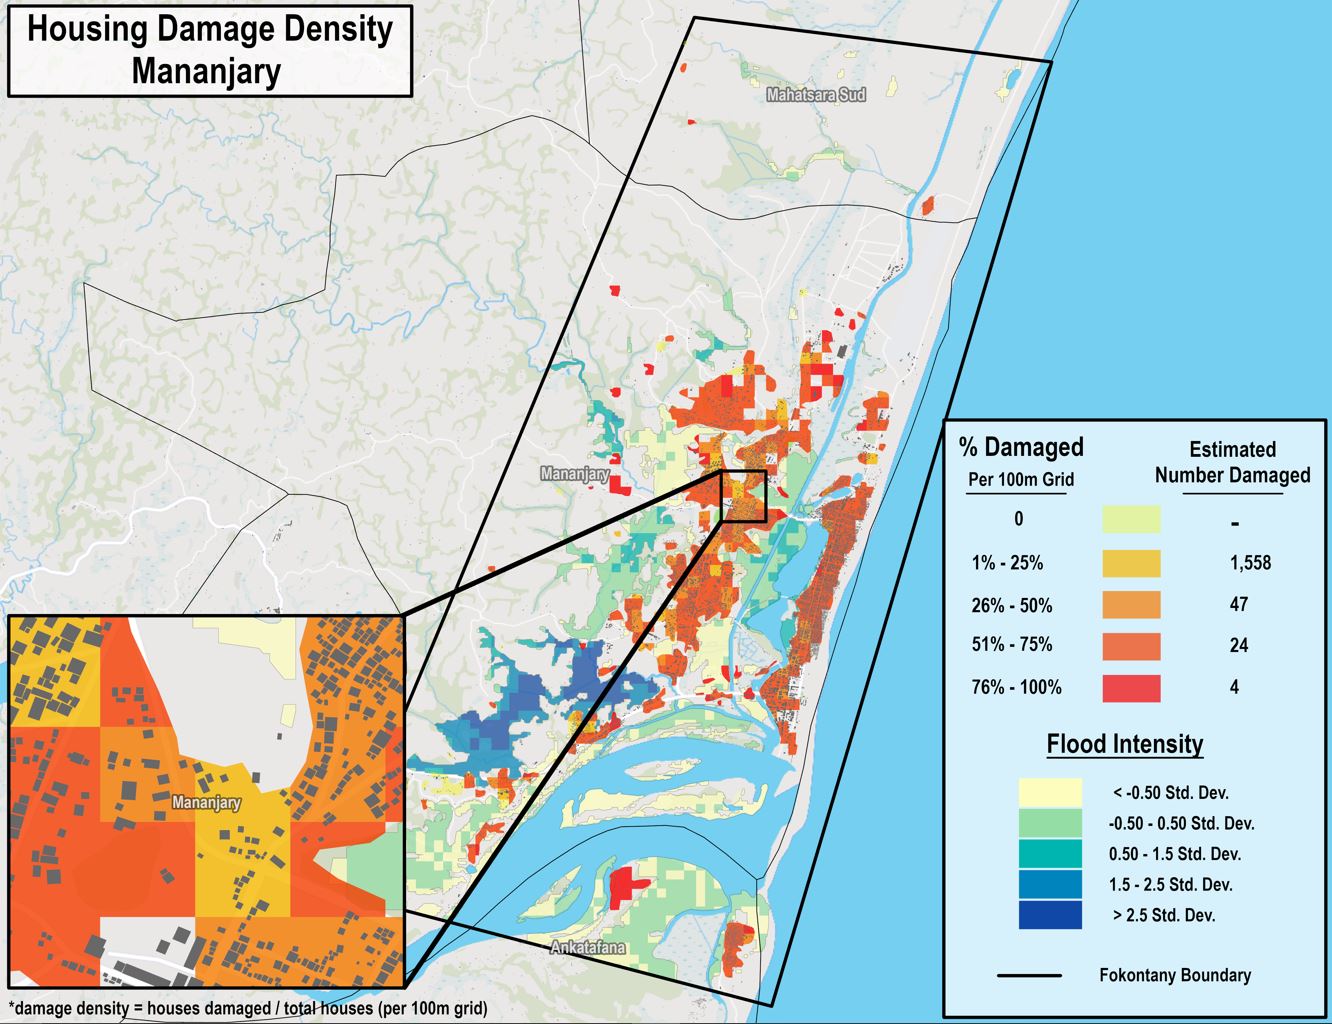 Housing Damage Density
Mananjary
Mahatsara Sud
Mananjary
% Damaged
Per 100m Grid
Estimated
Number Damaged
0
-
1% - 25%
1,558
26% - 50%
47
51% - 75%
24
76% - 100%
4
Flood Intensity
< -0.50 Std. Dev.
-0.50 - 0.50 Std. Dev.
0.50 - 1.5 Std. Dev.
1.5 - 2.5 Std. Dev.
> 2.5 Std. Dev.
Fokontany Boundary
Mananjary
Ankatafana
*damage density = houses damaged / total houses (per 100m grid)